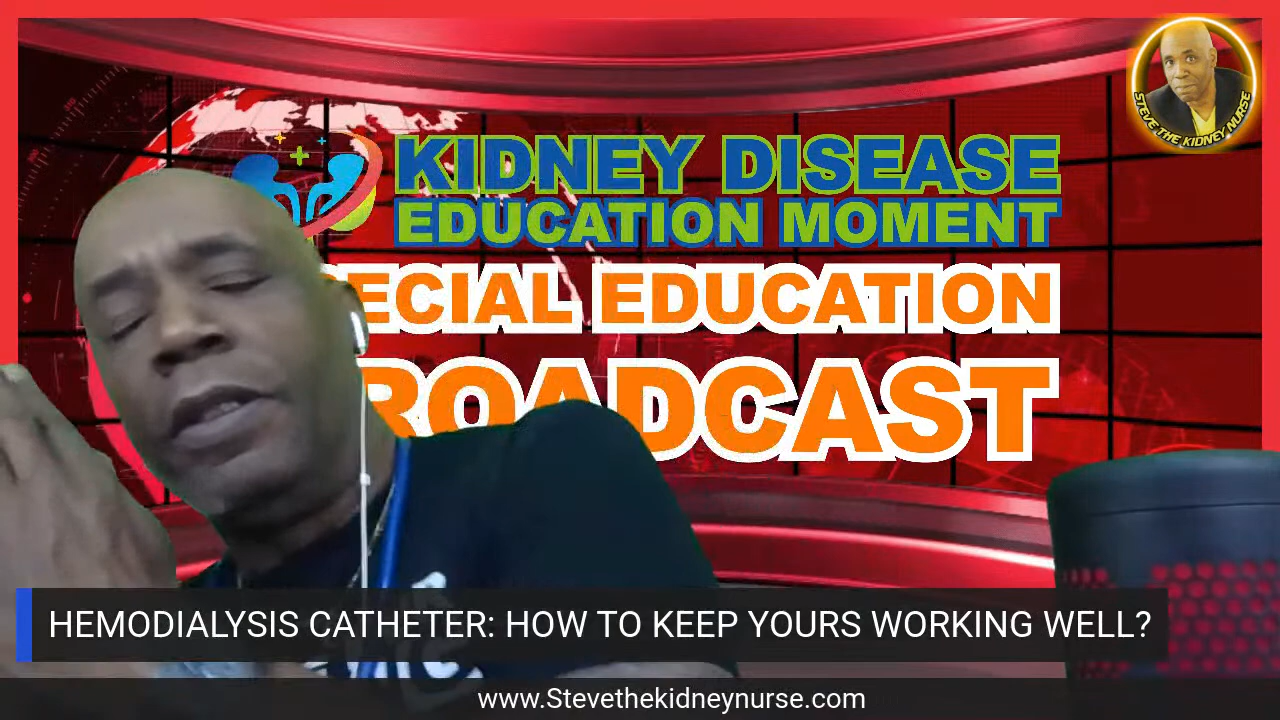 STEVE THE KIDNEY NURSE
KIDNEY DISEASE
EDUCATION MOMENT
ECIAL EDUCATION
ROADCAST
HEMODIALYSIS CATHETER: HOW TO KEEP YOURS WORKING WELL?
www.Stevethekidneynurse.com